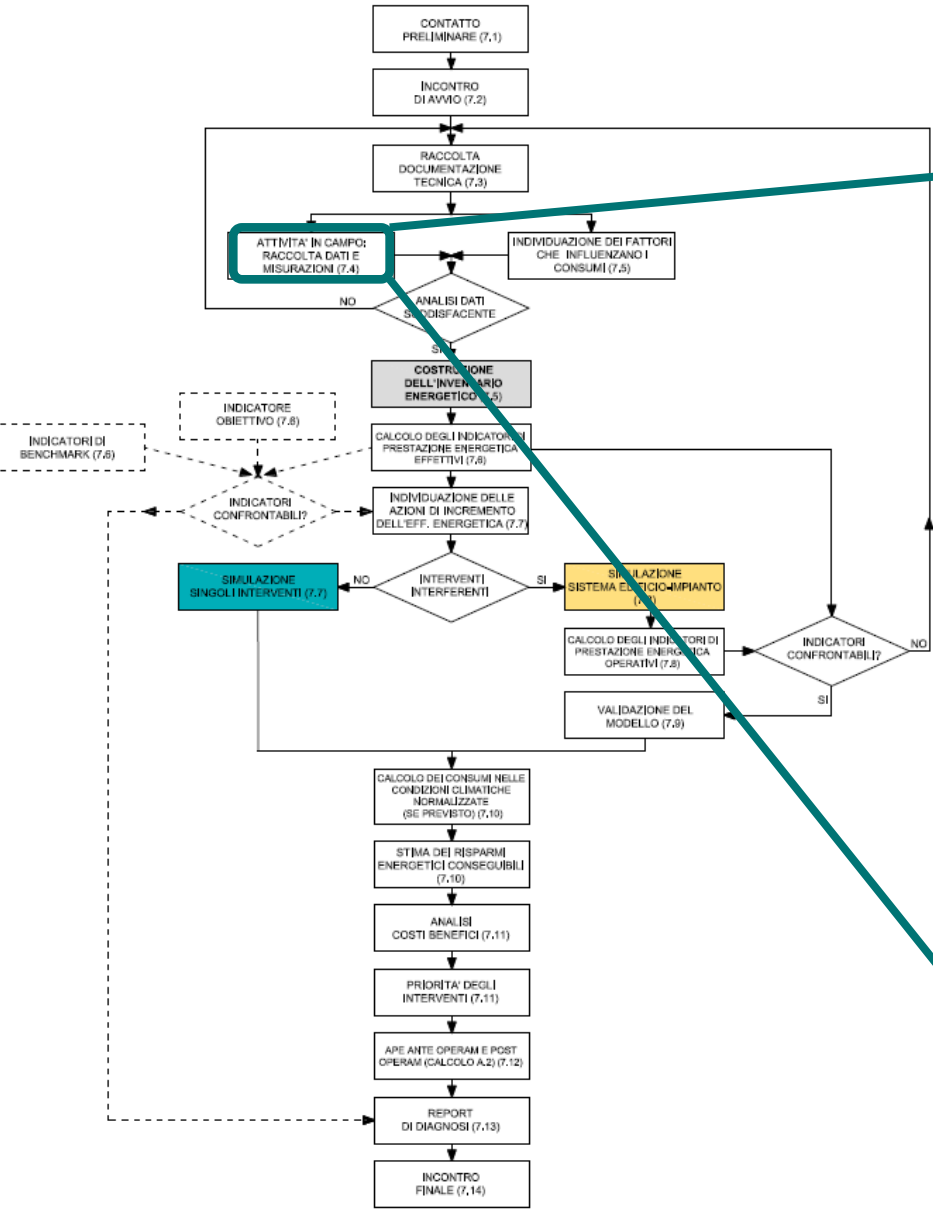 CONTATTO
PRELIMINARE (7.1)
INCONTRO
DI AVVIO (7.2)
RACCOLTA
DOCUMENTAZIONE
TECNICA (7.3)
ATTIVITA' IN CAMPO:
RACCOLTA DATI E
MISURAZIONI (7.4)
INDIVIDUAZIONE DEI FATTORI
CHE INFLUENZANO I
CONSUMI (7.5)
NO
ANALISI DATI
SODDISFACENTE
SI
COSTRUZIONE
DELL'INVENTARIO
ENERGETICO (7.5)
INDICATORE
OBIETTIVO (7.6)
INDICATORI DI
BENCHMARK (7.6)
CALCOLO DEGLI INDICATORI DI
PRESTAZIONE ENERGETICA
EFFETTIVI (7.6)
INDICATORI
CONFRONTABILI?
INDIVIDUAZIONE DELLE
AZIONI DI INCREMENTO
DELL'EFF. ENERGETICA (7.7)
SIMULAZIONE
SINGOLI INTERVENTI (7.7)
NO
INTERVENTI
INTERFERENTI
SI
SIMULAZIONE
SISTEMA EDIFICIO-IMPIANTO
CALCOLO DEGLI INDICATORI DI
PRESTAZIONE ENERGETICA
OPERATIVI (7.8)
INDICATORI
CONFRONTABILI?
NO
SI
VALIDAZIONE DEL
MODELLO (7.9)
CALCOLO DEI CONSUMI NELLE
CONDIZIONI CLIMATICHE
NORMALIZZATE
(SE PREVISTO) (7.10)
STIMA DEI RISPARMI
ENERGETICI CONSEGUIBILI
(7.10)
ANALISI
COSTI BENEFICI (7.11)
PRIORITA' DEGLI
INTERVENTI (7.11)
APE ANTE OPERAM E POST
OPERAM (CALCOLO A.2) (7.12)
REPORT
DI DIAGNOSI (7.13)
INCONTRO
FINALE (7.14)